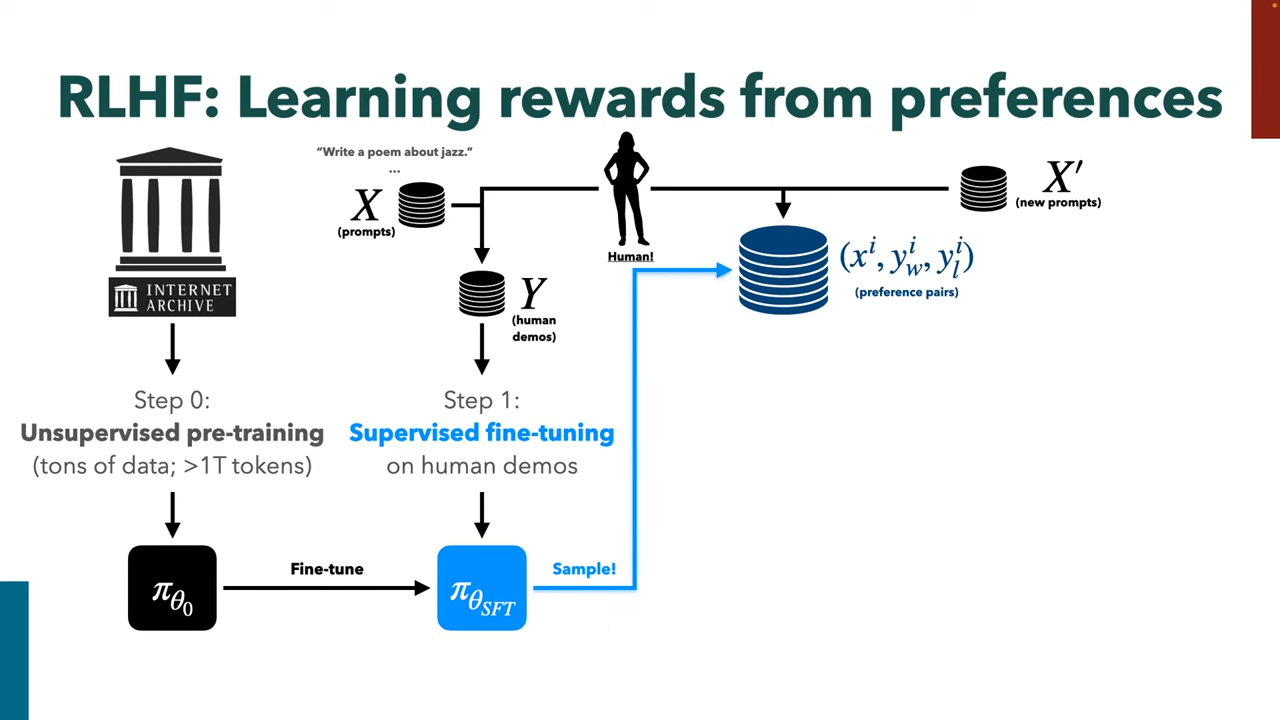 RLHF: Learning rewards from preferences
"Write a poem about jazz."
...
X
(prompts)
Human!
X′
(new prompts)
(xⁱ, y_wⁱ, y_lⁱ)
(preference pairs)
INTERNET
ARCHIVE
Y
(human
demos)
Step 0:
Unsupervised pre-training
(tons of data; >1T tokens)
Step 1:
Supervised fine-tuning
on human demos
π_θ₀
Fine-tune
π_θ_SFT
Sample!